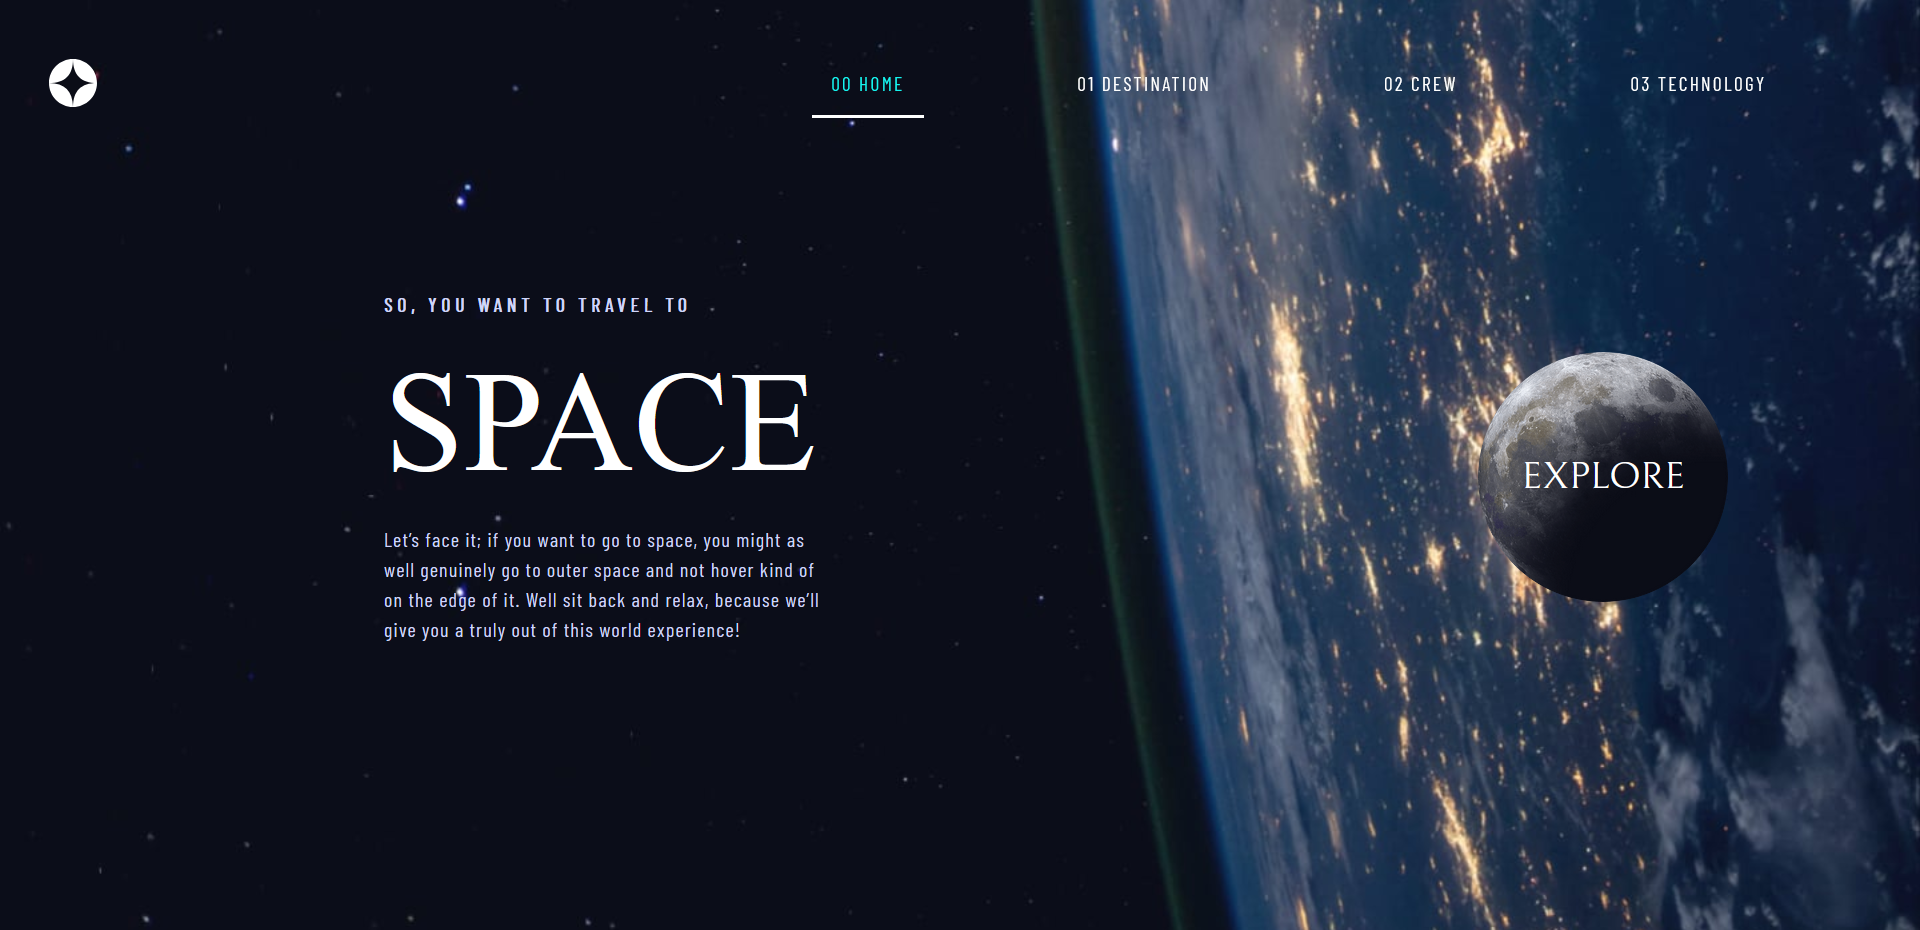 00 HOME
01 DESTINATION
02 CREW
03 TECHNOLOGY
SO, YOU WANT TO TRAVEL TO
SPACE
Let’s face it; if you want to go to space, you might as
well genuinely go to outer space and not hover kind of
on the edge of it. Well sit back and relax, because we’ll
give you a truly out of this world experience!
EXPLORE